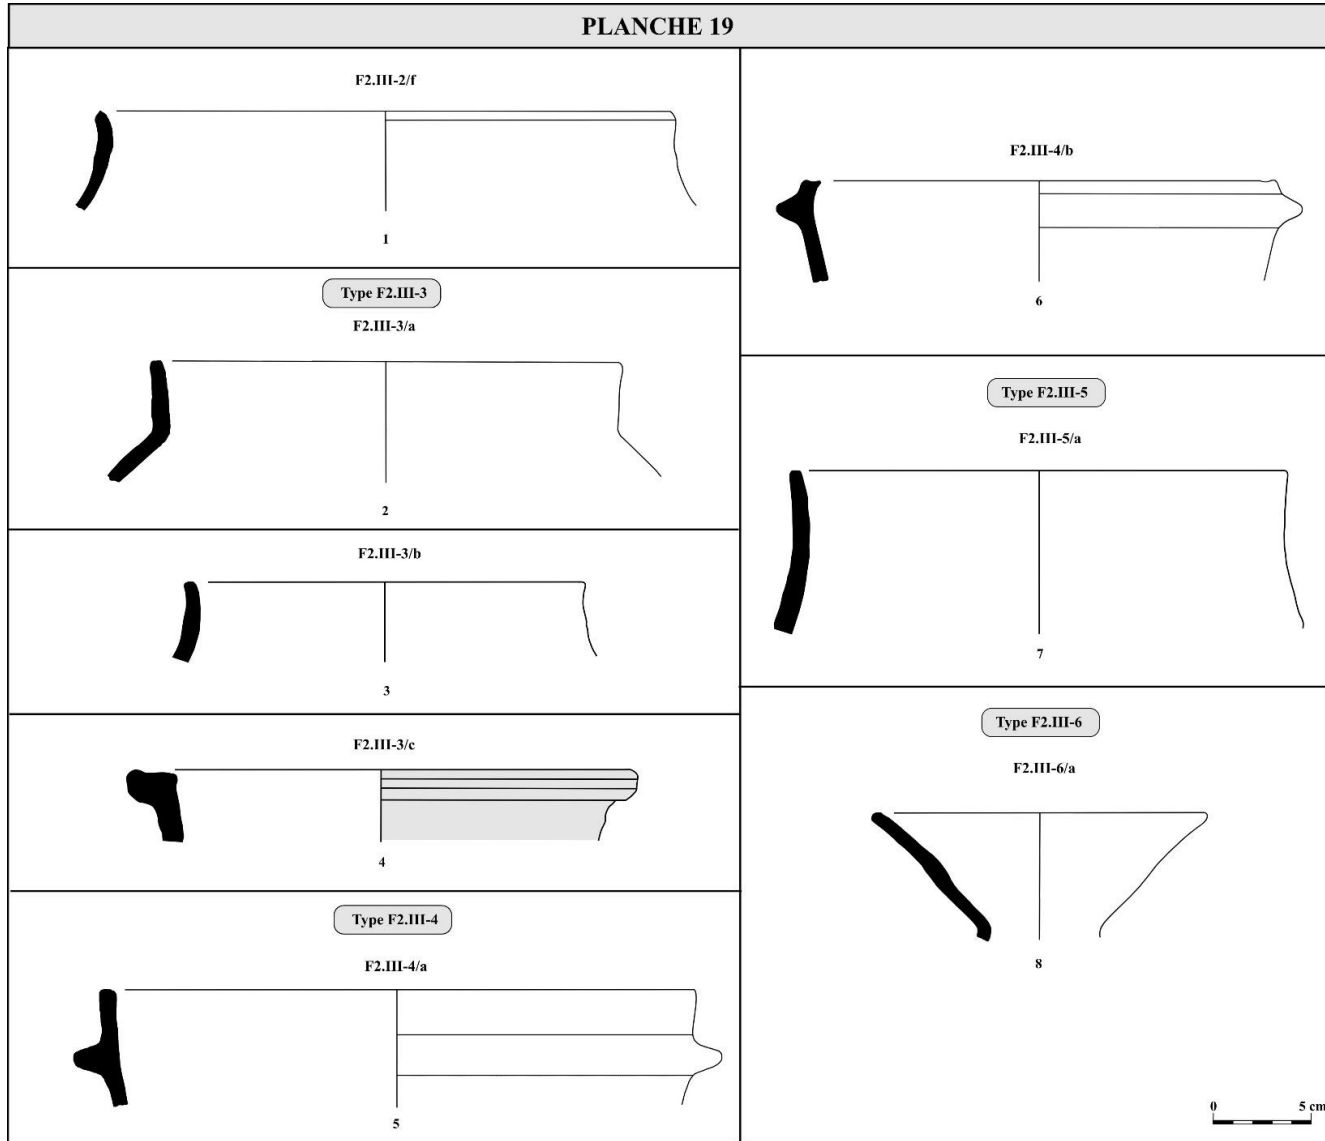 PLANCHE 19
F2.III-2/f
1
Type F2.III-3
F2.III-3/a
2
F2.III-3/b
3
F2.III-3/c
4
Type F2.III-4
F2.III-4/a
5
F2.III-4/b
6
Type F2.III-5
F2.III-5/a
7
Type F2.III-6
F2.III-6/a
8
0 5 cm